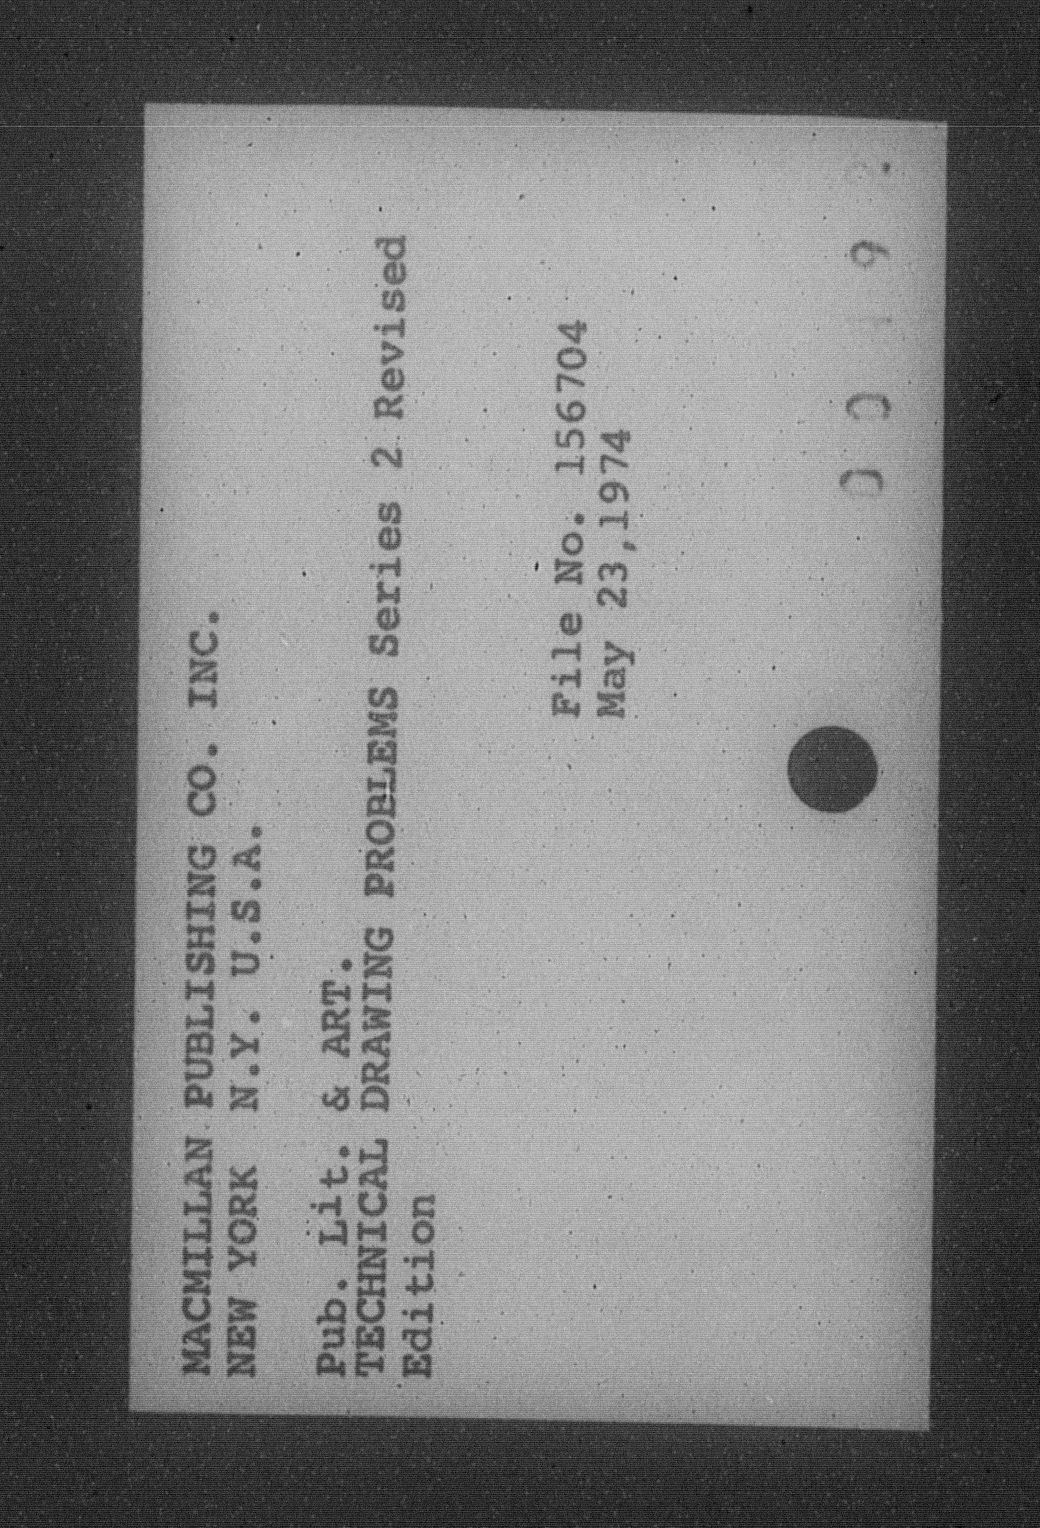 MACMILLAN PUBLISHING CO. INC.
NEW YORK N.Y. U.S.A.
Pub. Lit. & ART.
TECHNICAL DRAWING PROBLEMS Series 2 Revised
Edition
File No. 156704
May 23,1974